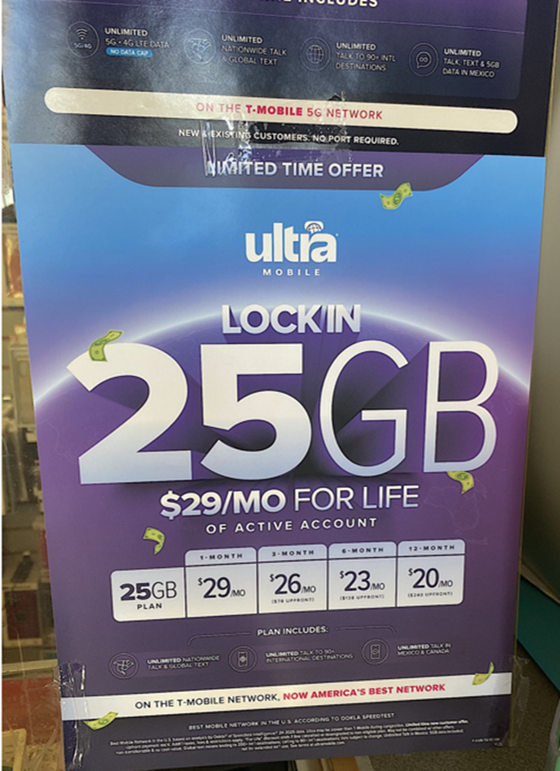 INCLUDES
UNLIMITED
5G • 4G LTE DATA
NO DATA CAP
UNLIMITED
NATIONWIDE TALK
& GLOBAL TEXT
UNLIMITED
TALK TO 90+ INT'L
DESTINATIONS
UNLIMITED
TALK, TEXT & 5GB
DATA IN MEXICO
ON THE T-MOBILE 5G NETWORK
NEW & EXISTING CUSTOMERS. NO PORT REQUIRED.
LIMITED TIME OFFER
ultra
MOBILE
LOCK IN
25GB
$29/MO FOR LIFE
OF ACTIVE ACCOUNT
1-MONTH 3-MONTH 6-MONTH 12-MONTH
25GB PLAN $29/MO $26/MO $23/MO $20/MO
($78 UPFRONT) ($138 UPFRONT) ($240 UPFRONT)
PLAN INCLUDES:
UNLIMITED NATIONWIDE
TALK & GLOBAL TEXT
UNLIMITED TALK TO 90+
INTERNATIONAL DESTINATIONS
UNLIMITED TALK IN
MEXICO & CANADA
ON THE T-MOBILE NETWORK, NOW AMERICA'S BEST NETWORK
BEST MOBILE NETWORK IN THE U.S. ACCORDING TO OOKLA SPEEDTEST